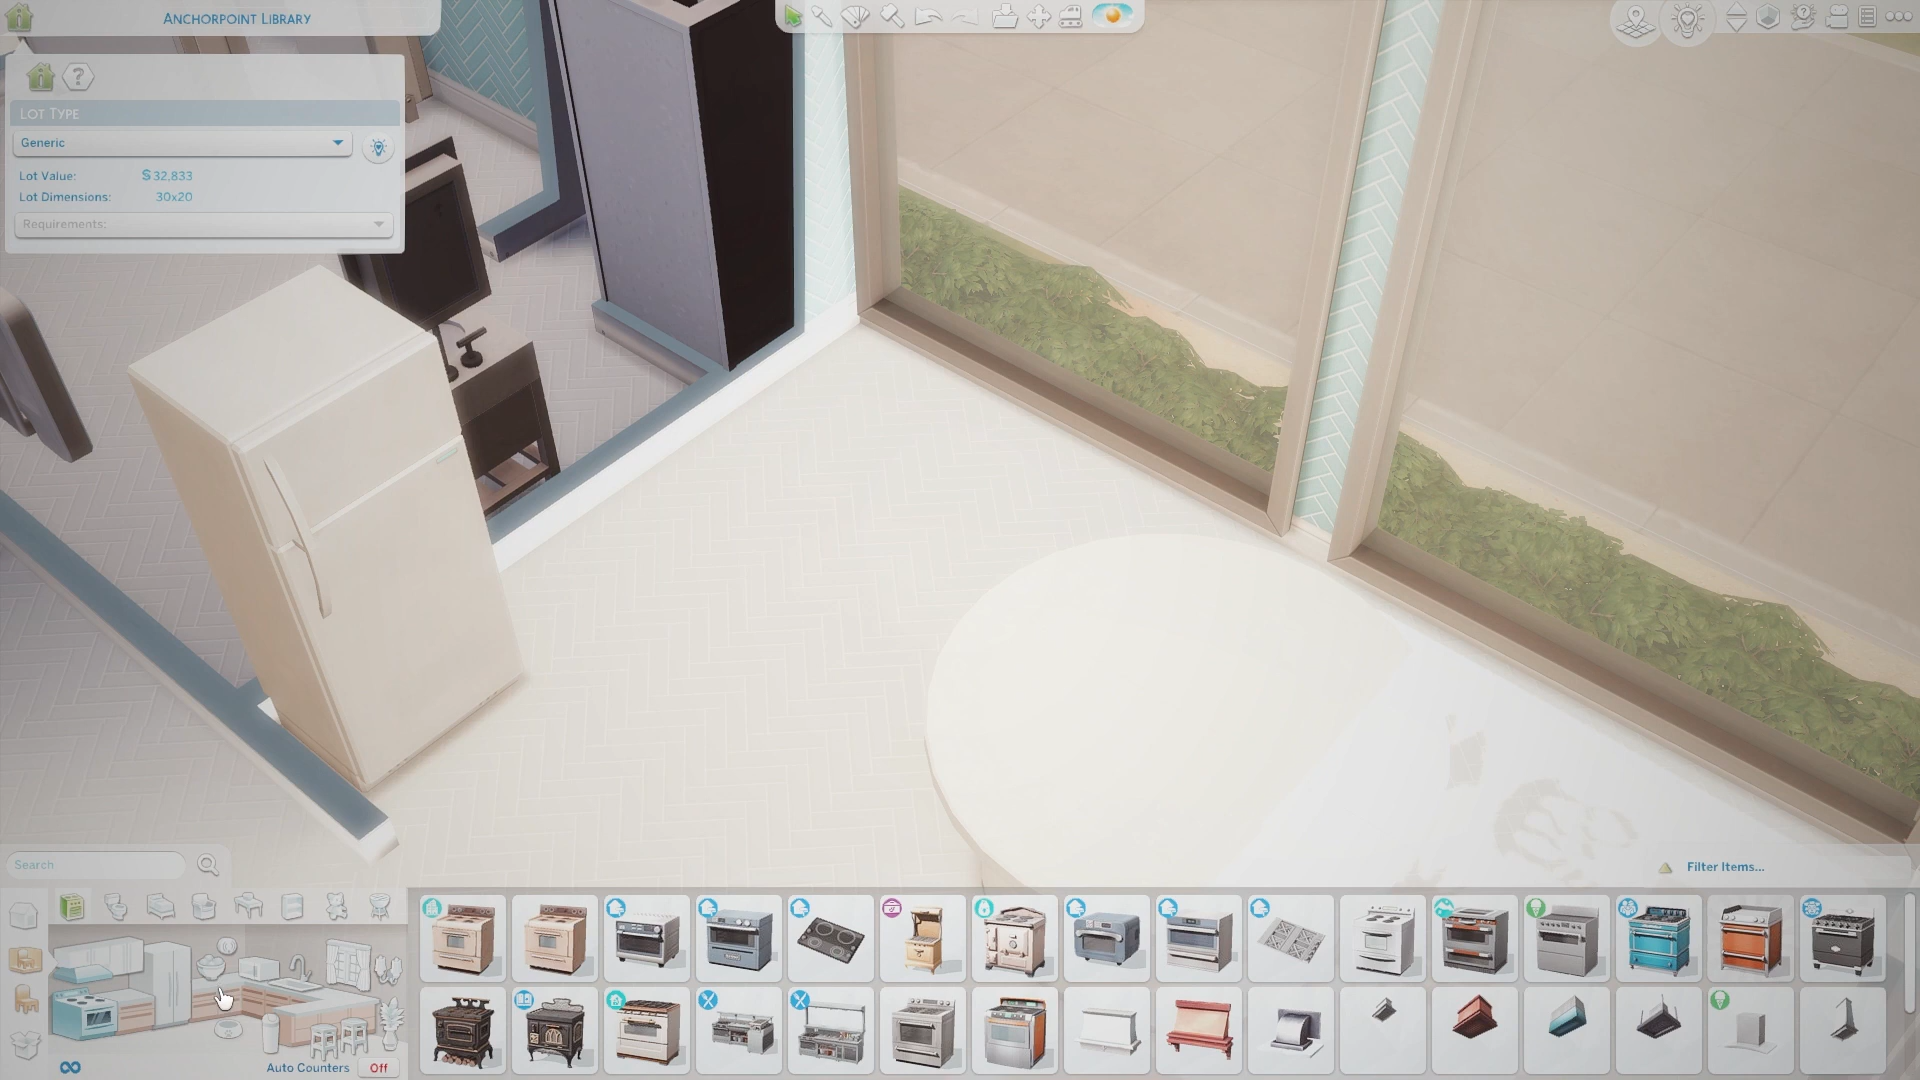 Anchorpoint Library
Lot Type
Generic
Lot Value: §32,833
Lot Dimensions: 30x20
Requirements:
Search
Filter Items...
Auto Counters Off